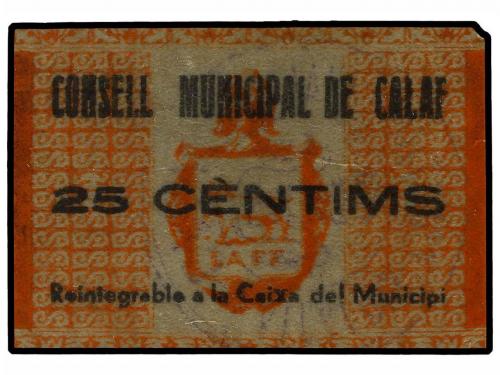 CONSELL MUNICIPAL DE CALAF
25 CÈNTIMS
Reintegrable a la Caixa del Municipi